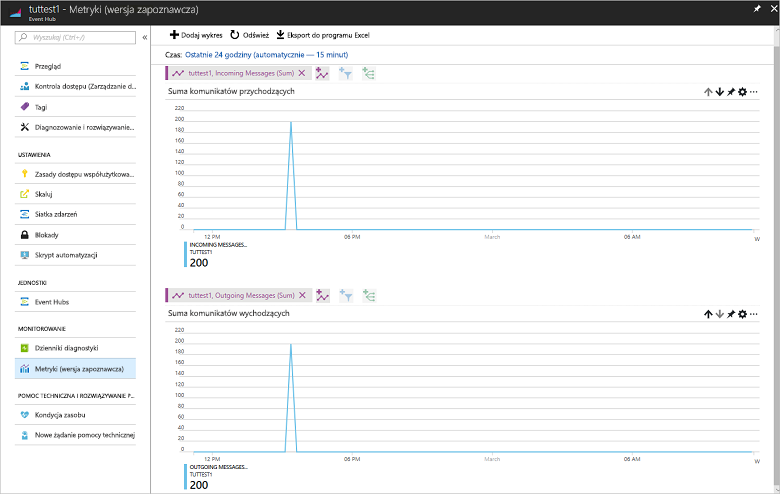 tuttest1 - Metryki (wersja zapoznawcza)
Event Hub
Wyszukaj (Ctrl+/)
Przegląd
Kontrola dostępu (Zarządzanie d...
Tagi
Diagnozowanie i rozwiązywanie...
USTAWIENIA
Zasady dostępu współużytkowa...
Skaluj
Siatka zdarzeń
Blokady
Skrypt automatyzacji
JEDNOSTKI
Event Hubs
MONITOROWANIE
Dzienniki diagnostyki
Metryki (wersja zapoznawcza)
POMOC TECHNICZNA I ROZWIĄZYWANIE P...
Kondycja zasobu
Nowe żądanie pomocy technicznej
Dodaj wykres Odśwież Eksport do programu Excel
Czas: Ostatnie 24 godziny (automatycznie — 15 minut)
tuttest1, Incoming Messages (Sum)
Suma komunikatów przychodzących
220
200
180
160
140
120
100
80
60
40
20
0
12 PM 06 PM March 06 AM W
INCOMING MESSAGES...
TUTTEST1
200
tuttest1, Outgoing Messages (Sum)
Suma komunikatów wychodzących
220
200
180
160
140
120
100
80
60
40
20
0
12 PM 06 PM March 06 AM W
OUTGOING MESSAGES...
TUTTEST1
200